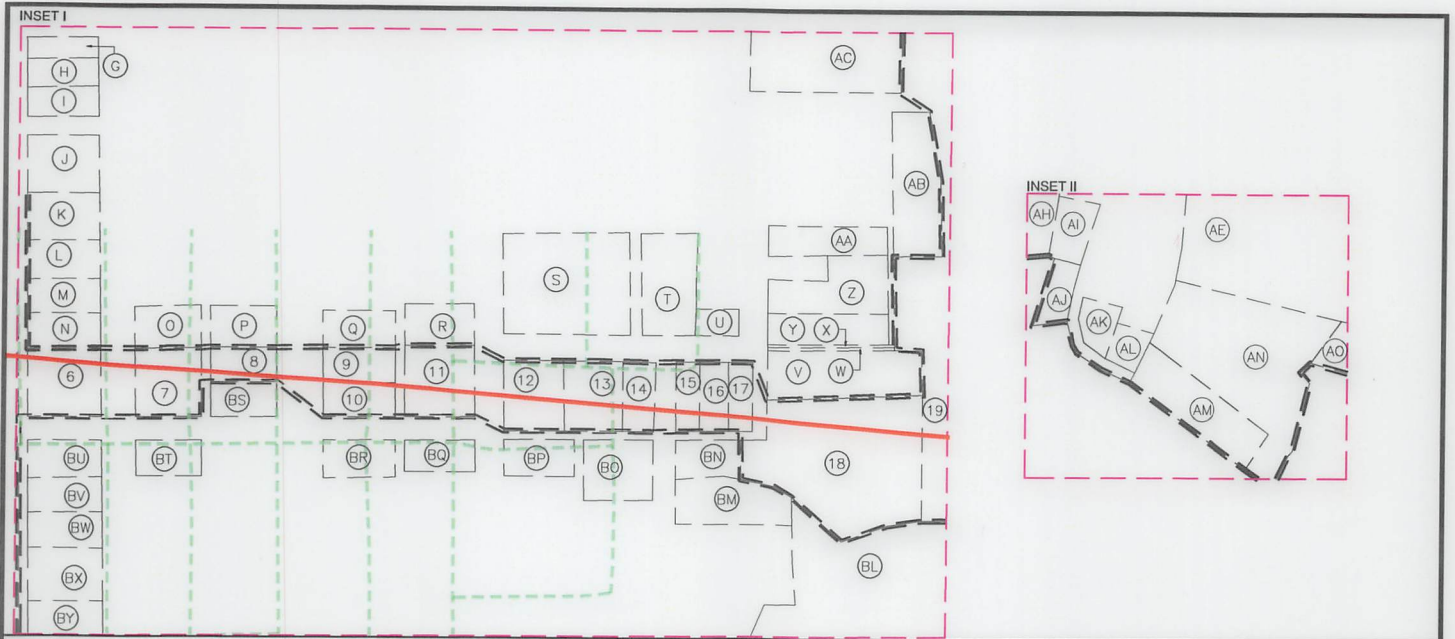 INSET I
G
H
I
J
K
L
M
N
O
P
Q
R
S
T
U
AC
AB
AA
Z
Y
X
V
W
6
7
8
9
10
11
12
13
14
15
16
17
18
19
BS
BU
BT
BR
BQ
BP
BO
BN
BM
BL
BV
BW
BX
BY
INSET II
AH
AI
AE
AJ
AK
AL
AN
AO
AM